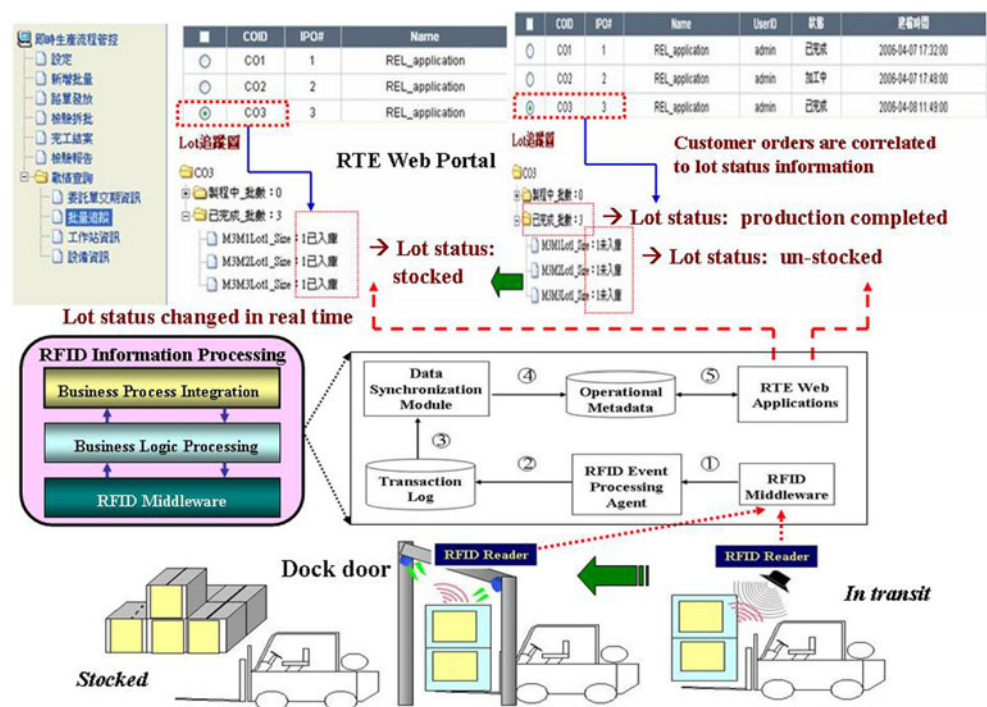 即時生產流程管控
設定
新增批量
路單發放
檢驗拆批
完工結案
檢驗報告
敏情查詢
委託單交期資訊
批量追蹤
工作站資訊
設備資訊
COID IPO# Name
CO1 1 REL_application
CO2 2 REL_application
CO3 3 REL_application
Lot追蹤圖
CO3
製程中_批數:0
已完成_批數:3
M3M1Lot1_Size:1已入庫
M3M2Lot1_Size:1已入庫
M3M3Lot1_Size:1已入庫
RTE Web Portal
→ Lot status:
stocked
COID IPO# Name UserID 狀態 建檔時間
CO1 1 REL_application admin 已完成 2006-04-07 17:32:00
CO2 2 REL_application admin 加工中 2006-04-07 17:48:00
CO3 3 REL_application admin 已完成 2006-04-08 11:49:00
Lot追蹤圖
CO3
製程中_批數:0
已完成_批數:3
M3M1Lot1_Size:1未入庫
M3M2Lot1_Size:1未入庫
M3M3Lot1_Size:1未入庫
Customer orders are correlated
to lot status information
→ Lot status: production completed
→ Lot status: un-stocked
Lot status changed in real time
RFID Information Processing
Business Process Integration
Business Logic Processing
RFID Middleware
Data
Synchronization
Module
④
Operational
Metadata
⑤
RTE Web
Applications
③
Transaction
Log
②
RFID Event
Processing
Agent
①
RFID
Middleware
Dock door
RFID Reader
RFID Reader
In transit
Stocked